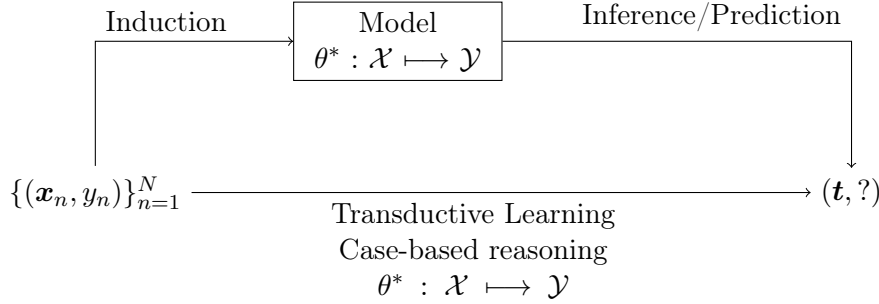 Induction
Model
θ* : 𝒳 ⟼ 𝒴
Inference/Prediction
{(𝒙ₙ, yₙ)}ₙ₌₁ᴺ
(𝒕, ?)
Transductive Learning
Case-based reasoning
θ* : 𝒳 ⟼ 𝒴